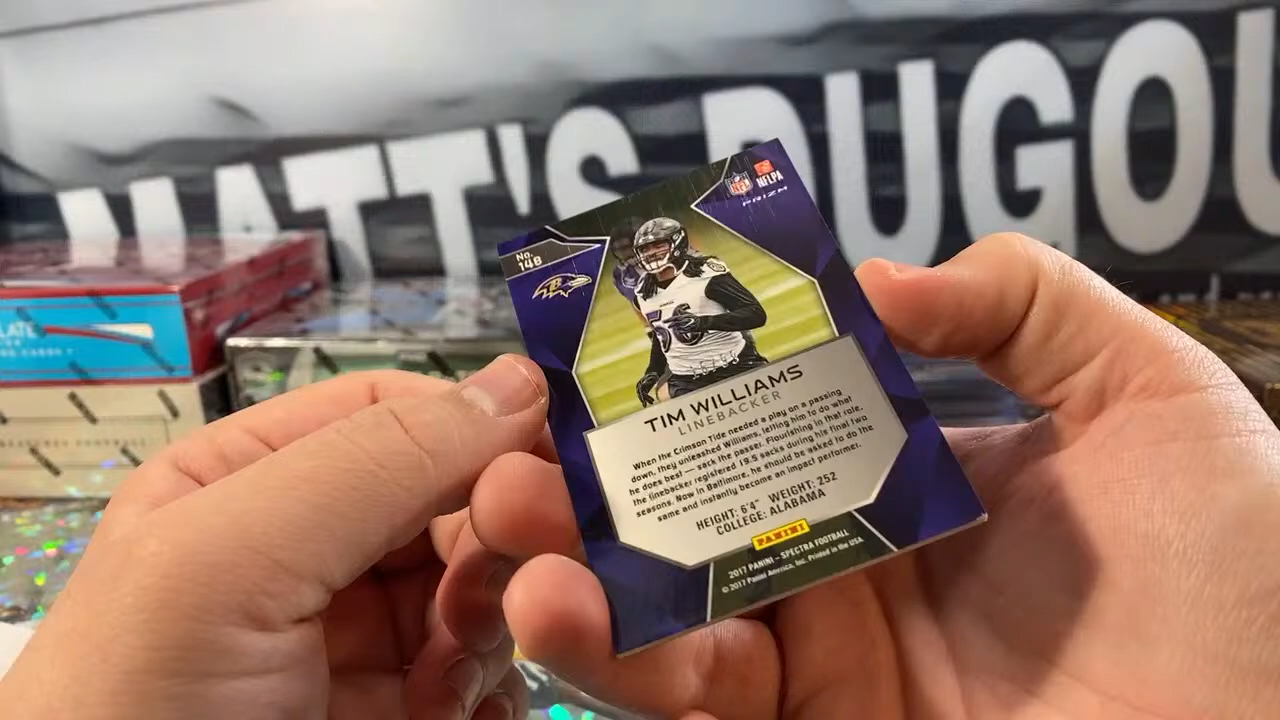 MATT'S DUGOU
NFL
NFLPA
PRIZM
No.
148
B
56
TIM WILLIAMS
LINEBACKER
When the Crimson Tide needed a play on a passing
down, they unleashed Williams, letting him to do what
he does best — sack the passer. Flourishing in that role,
the linebacker registered 19.5 sacks during his final two
seasons. Now in Baltimore, he should be asked to do the
same and instantly become an impact performer.
HEIGHT: 6'4" WEIGHT: 252
COLLEGE: ALABAMA
PANINI
2017 PANINI – SPECTRA FOOTBALL
© 2017 Panini America, Inc. Printed in the USA